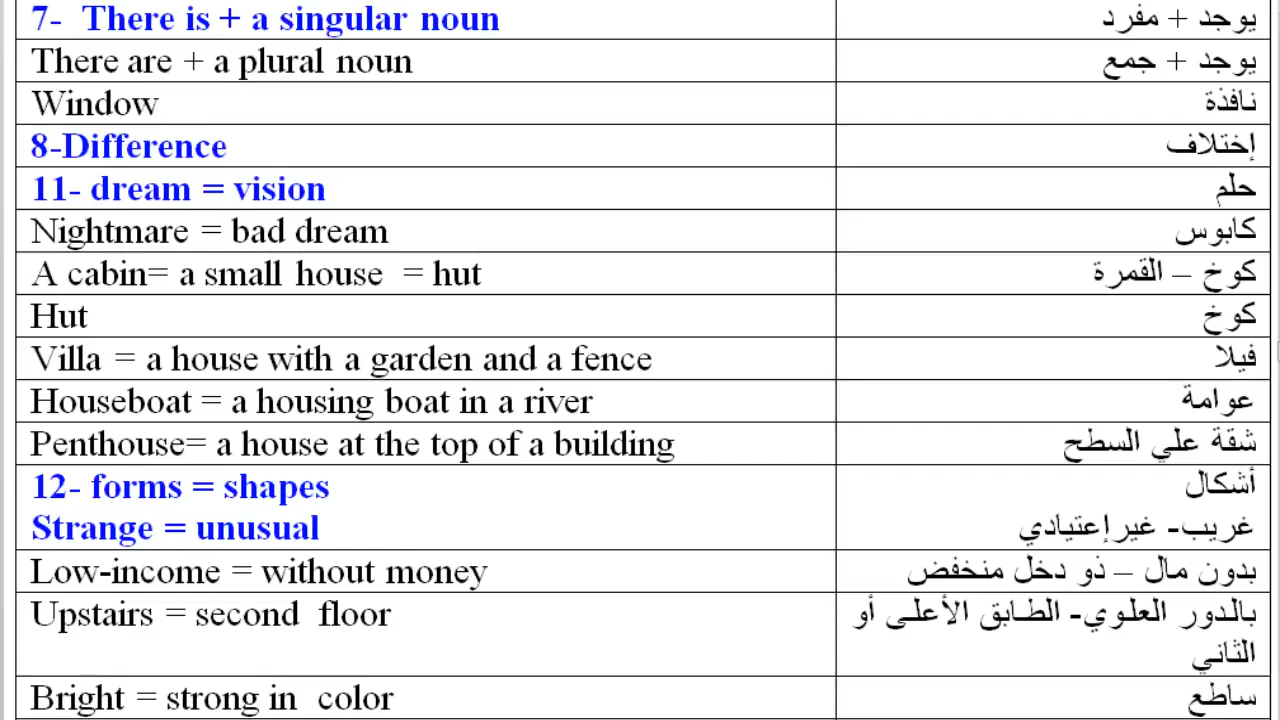 7- There is + a singular noun يوجد + مفرد
There are + a plural noun يوجد + جمع
Window نافذة
8-Difference إختلاف
11- dream = vision حلم
Nightmare = bad dream كابوس
A cabin= a small house = hut كوخ – القمرة
Hut كوخ
Villa = a house with a garden and a fence فيلا
Houseboat = a housing boat in a river عوامة
Penthouse= a house at the top of a building شقة علي السطح
12- forms = shapes أشكال
Strange = unusual غريب- غيرإعتيادي
Low-income = without money بدون مال – ذو دخل منخفض
Upstairs = second floor بالدور العلوي- الطابق الأعلى أو
الثاني
Bright = strong in color ساطع